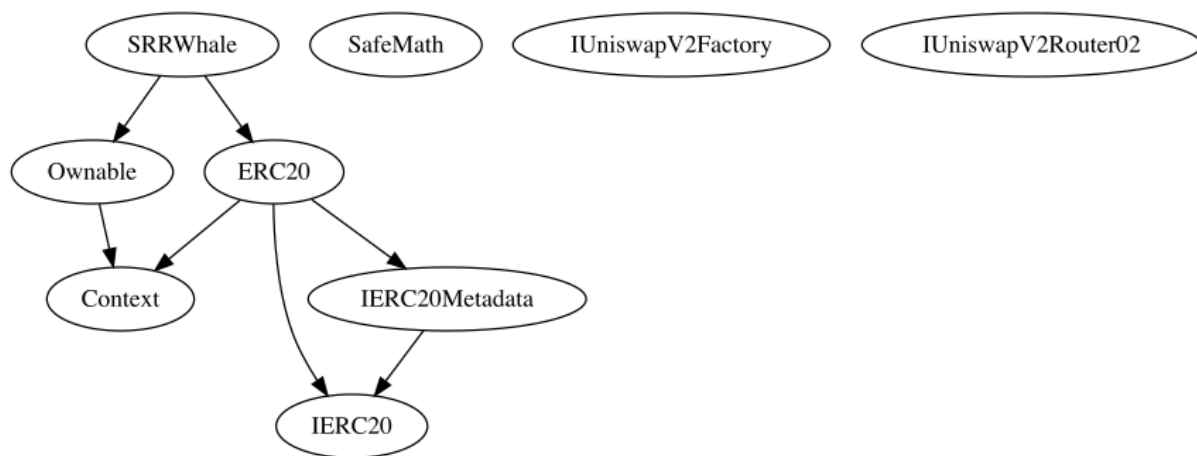 SRRWhale
SafeMath
IUniswapV2Factory
IUniswapV2Router02
Ownable
ERC20
Context
IERC20Metadata
IERC20